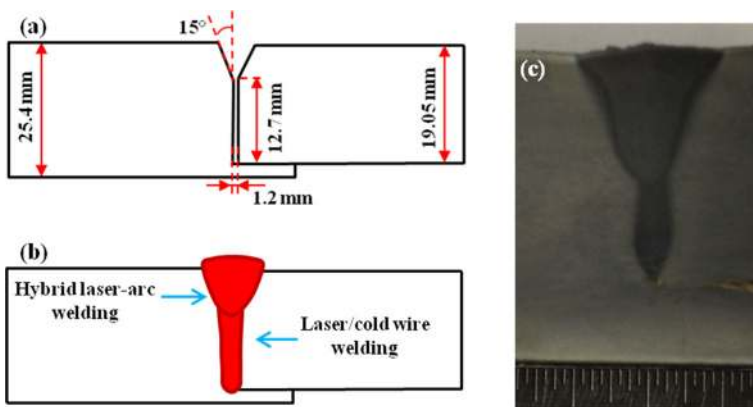 (a)
15°
25.4 mm
12.7 mm
19.05 mm
1.2 mm
(b)
Hybrid laser-arc
welding
Laser/cold wire
welding
(c)